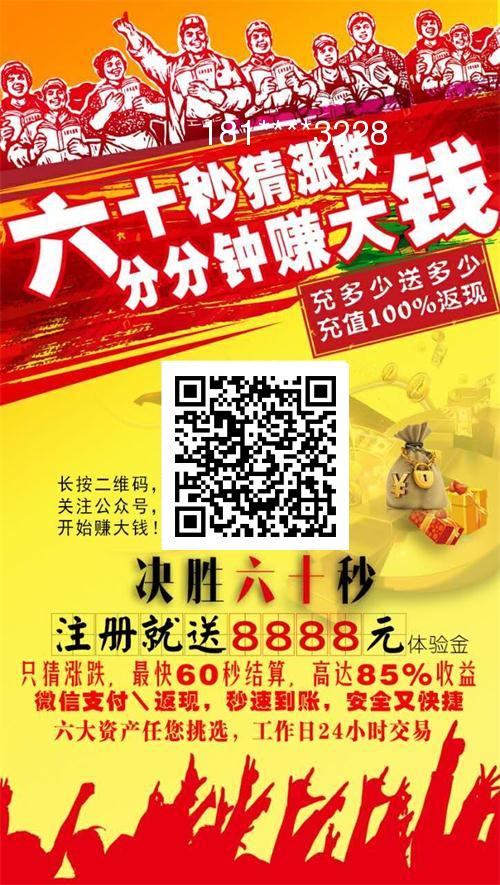 181****3228
六十秒猜涨跌
分分钟赚大钱
充多少送多少
充值100%返现
长按二维码，
关注公众号，
开始赚大钱！
决胜六十秒
注册就送8888元体验金
只猜涨跌，最快60秒结算，高达85%收益
微信支付\返现，秒速到账，安全又快捷
六大资产任您挑选，工作日24小时交易